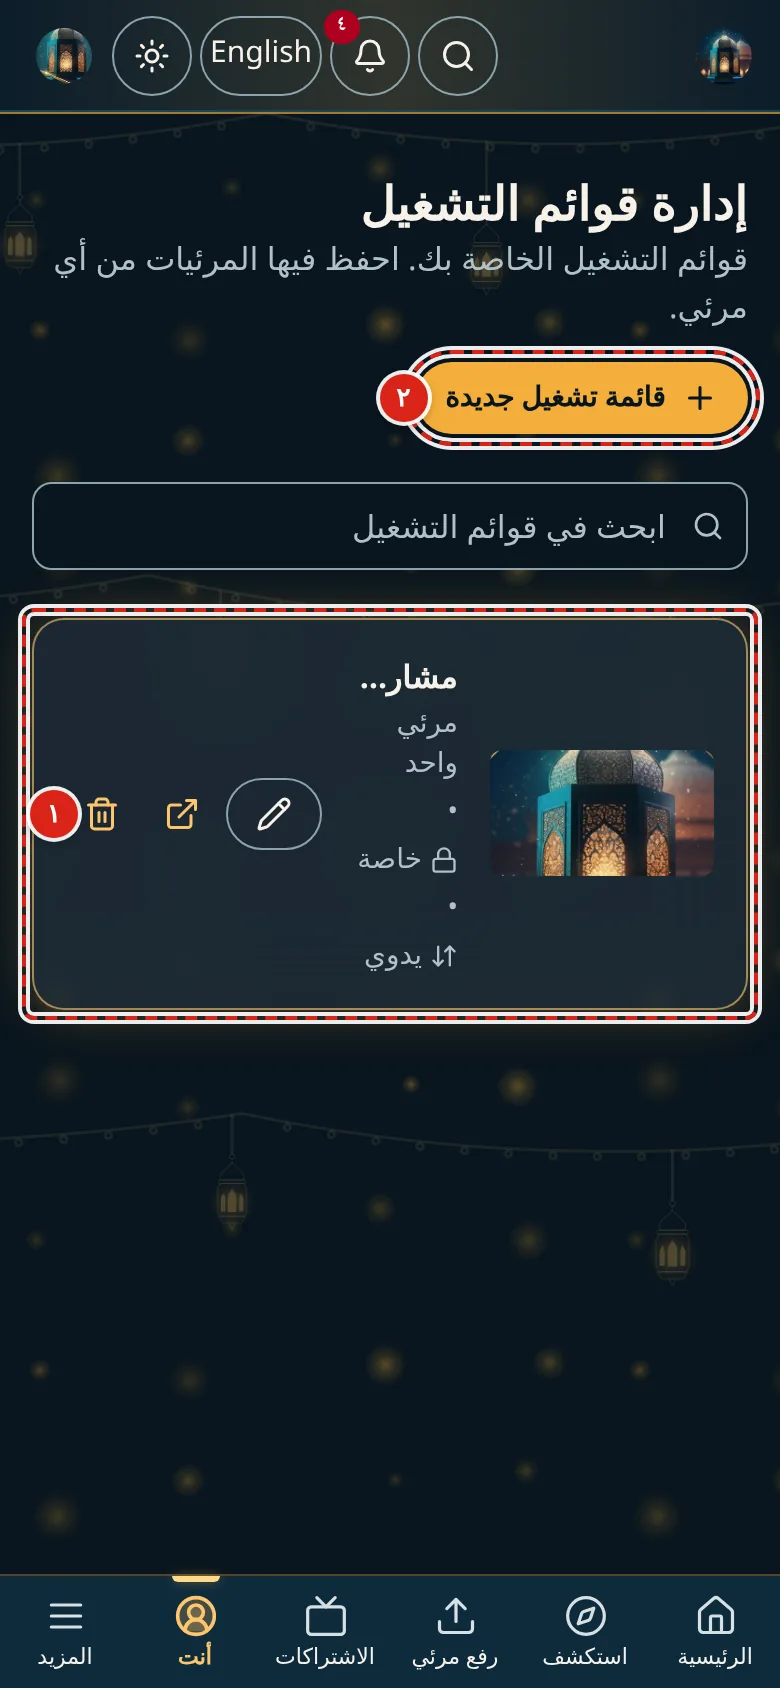 English
٤
إدارة قوائم التشغيل
قوائم التشغيل الخاصة بك. احفظ فيها المرئيات من أي
مرئي.
قائمة تشغيل جديدة
٢
ابحث في قوائم التشغيل
مشار...
مرئي
واحد
•
خاصة
•
يدوي
١
الرئيسية
استكشف
رفع مرئي
الاشتراكات
أنت
المزيد